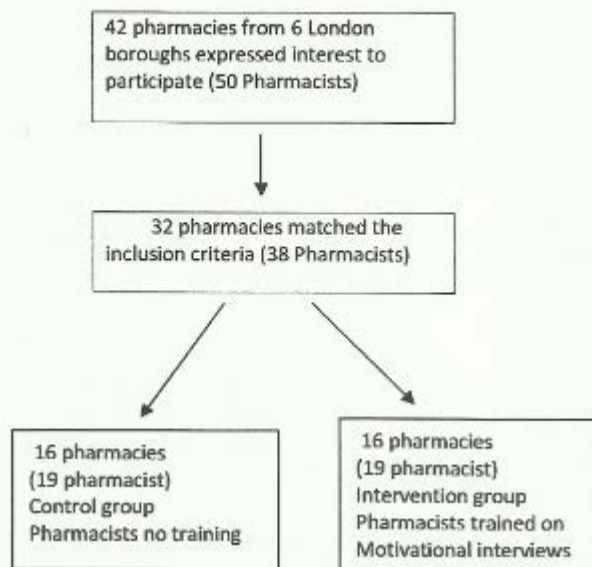 42 pharmacies from 6 London
boroughs expressed interest to
participate (50 Pharmacists)
32 pharmacies matched the
inclusion criteria (38 Pharmacists)
16 pharmacies
(19 pharmacist)
Control group
Pharmacists no training
16 pharmacies
(19 pharmacist)
Intervention group
Pharmacists trained on
Motivational interviews